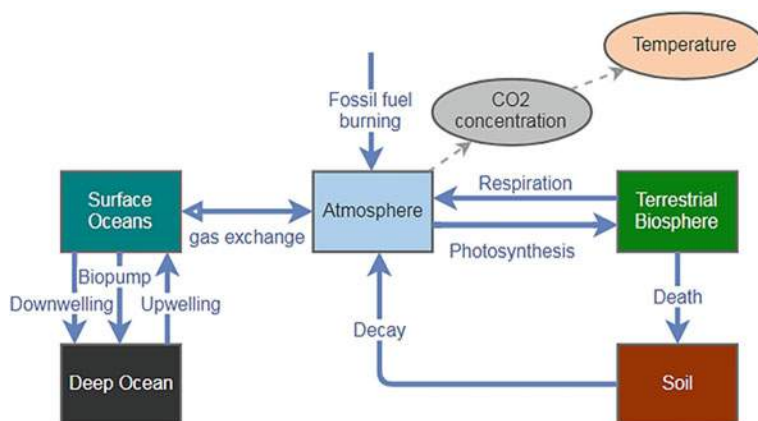 Temperature
CO2
concentration
Fossil fuel
burning
Surface
Oceans
gas exchange
Atmosphere
Respiration
Photosynthesis
Terrestrial
Biosphere
Biopump
Downwelling
Upwelling
Death
Decay
Deep Ocean
Soil